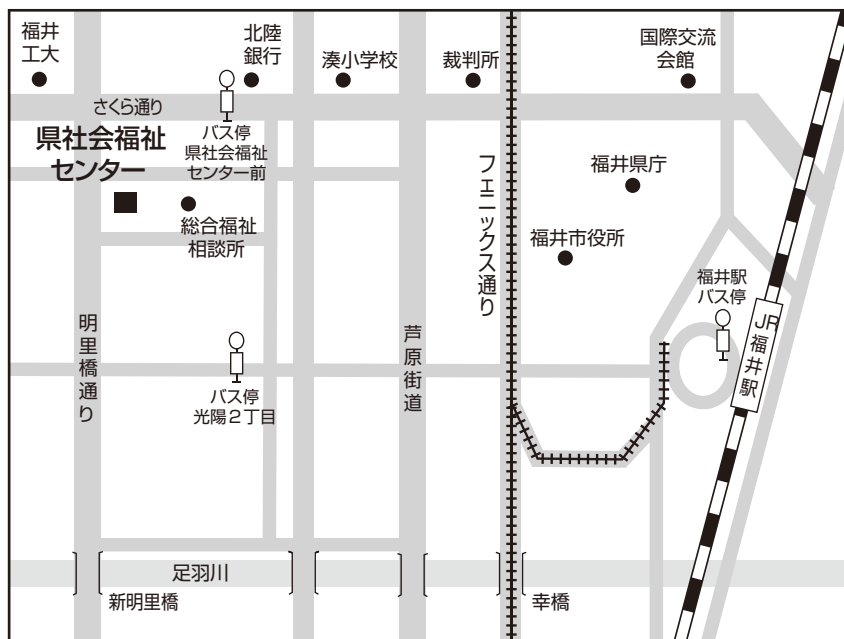 福井
工大
北陸
銀行
湊小学校
裁判所
国際交流
会館
さくら通り
県社会福祉
センター
バス停
県社会福祉
センター前
総合福祉
相談所
フェニックス通り
福井県庁
福井市役所
福井駅
バス停
JR福井駅
明里橋通り
芦原街道
バス停
光陽2丁目
足羽川
新明里橋
幸橋